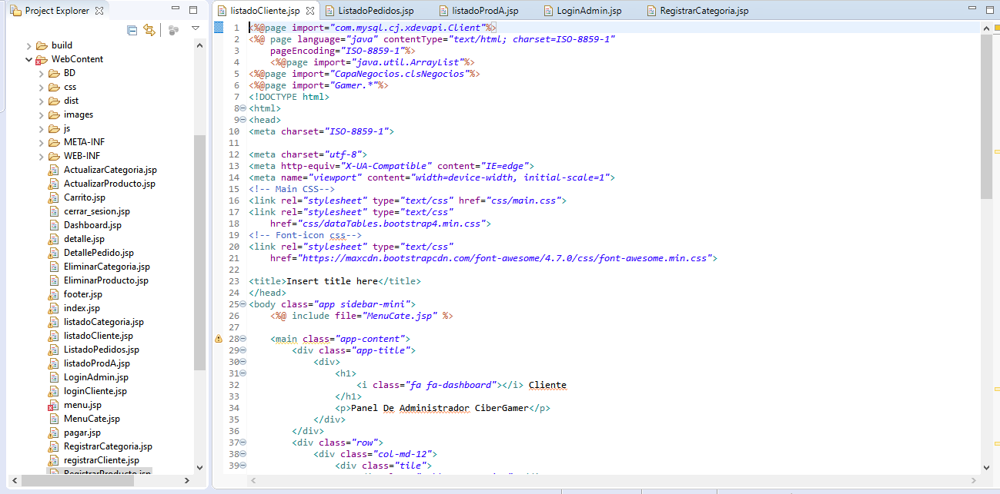 Project Explorer
build
WebContent
BD
css
dist
images
js
META-INF
WEB-INF
ActualizarCategoria.jsp
ActualizarProducto.jsp
Carrito.jsp
cerrar_sesion.jsp
Dashboard.jsp
detalle.jsp
DetallePedido.jsp
EliminarCategoria.jsp
EliminarProducto.jsp
footer.jsp
index.jsp
listadoCategoria.jsp
listadoCliente.jsp
ListadoPedidos.jsp
listadoProdA.jsp
LoginAdmin.jsp
loginCliente.jsp
menu.jsp
MenuCate.jsp
pagar.jsp
RegistrarCategoria.jsp
registrarCliente.jsp
RegistrarProducto.jsp
listadoCliente.jsp ListadoPedidos.jsp listadoProdA.jsp LoginAdmin.jsp RegistrarCategoria.jsp
1 <%@page import="com.mysql.cj.xdevapi.Client"%>
2 <%@ page language="java" contentType="text/html; charset=ISO-8859-1"
3 pageEncoding="ISO-8859-1"%>
4 <%@page import="java.util.ArrayList"%>
5 <%@page import="CapaNegocios.clsNegocios"%>
6 <%@page import="Gamer.*"%>
7 <!DOCTYPE html>
8 <html>
9 <head>
10 <meta charset="ISO-8859-1">
11
12 <meta charset="utf-8">
13 <meta http-equiv="X-UA-Compatible" content="IE=edge">
14 <meta name="viewport" content="width=device-width, initial-scale=1">
15 <!-- Main CSS-->
16 <link rel="stylesheet" type="text/css" href="css/main.css">
17 <link rel="stylesheet" type="text/css"
18 href="css/dataTables.bootstrap4.min.css">
19 <!-- Font-icon css-->
20 <link rel="stylesheet" type="text/css"
21 href="https://maxcdn.bootstrapcdn.com/font-awesome/4.7.0/css/font-awesome.min.css">
22
23 <title>Insert title here</title>
24 </head>
25 <body class="app sidebar-mini">
26 <%@ include file="MenuCate.jsp" %>
27
28 <main class="app-content">
29 <div class="app-title">
30 <div>
31 <h1>
32 <i class="fa fa-dashboard"></i> Cliente
33 </h1>
34 <p>Panel De Administrador CiberGamer</p>
35 </div>
36 </div>
37 <div class="row">
38 <div class="col-md-12">
39 <div class="tile">